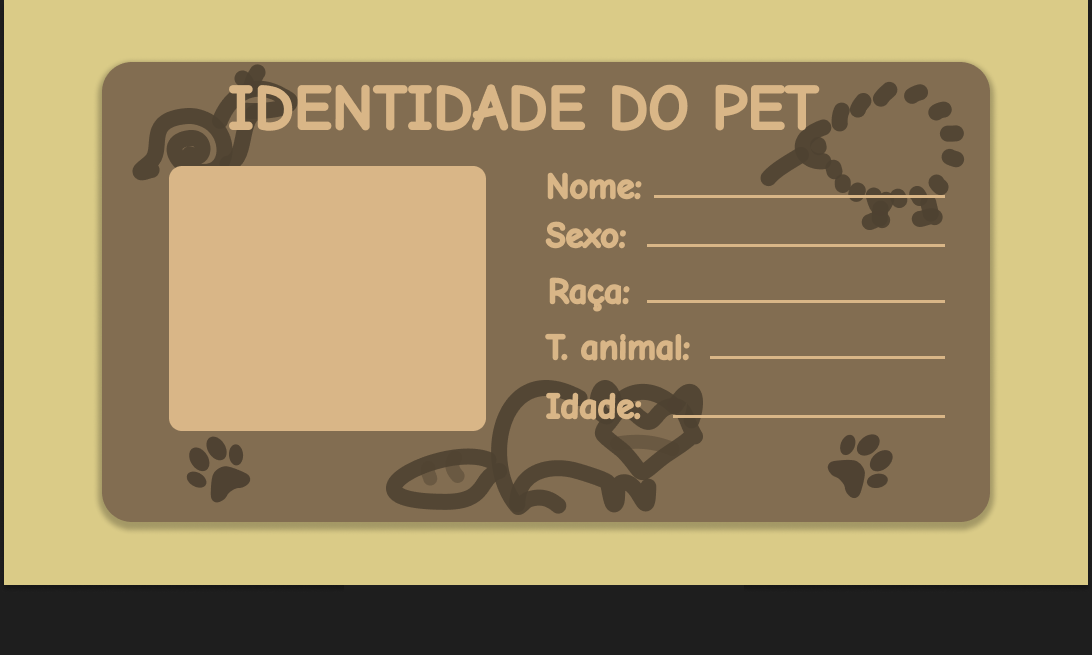 IDENTIDADE DO PET
Nome:
Sexo:
Raça:
T. animal:
Idade: